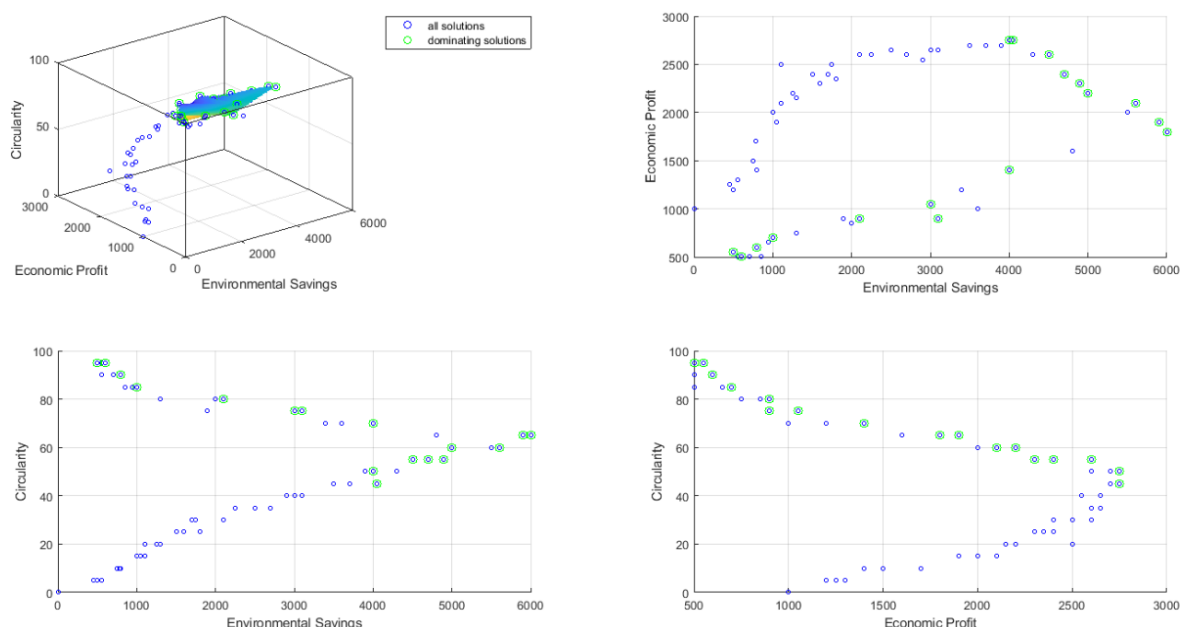 all solutions
dominating solutions
100
50
0
Circularity
3000
2000
1000
0
Economic Profit
0
2000
4000
6000
Environmental Savings
3000
2500
2000
1500
1000
500
Economic Profit
0 1000 2000 3000 4000 5000 6000
Environmental Savings
100
80
60
40
20
0
Circularity
0 1000 2000 3000 4000 5000 6000
Environmental Savings
100
80
60
40
20
0
Circularity
500 1000 1500 2000 2500 3000
Economic Profit